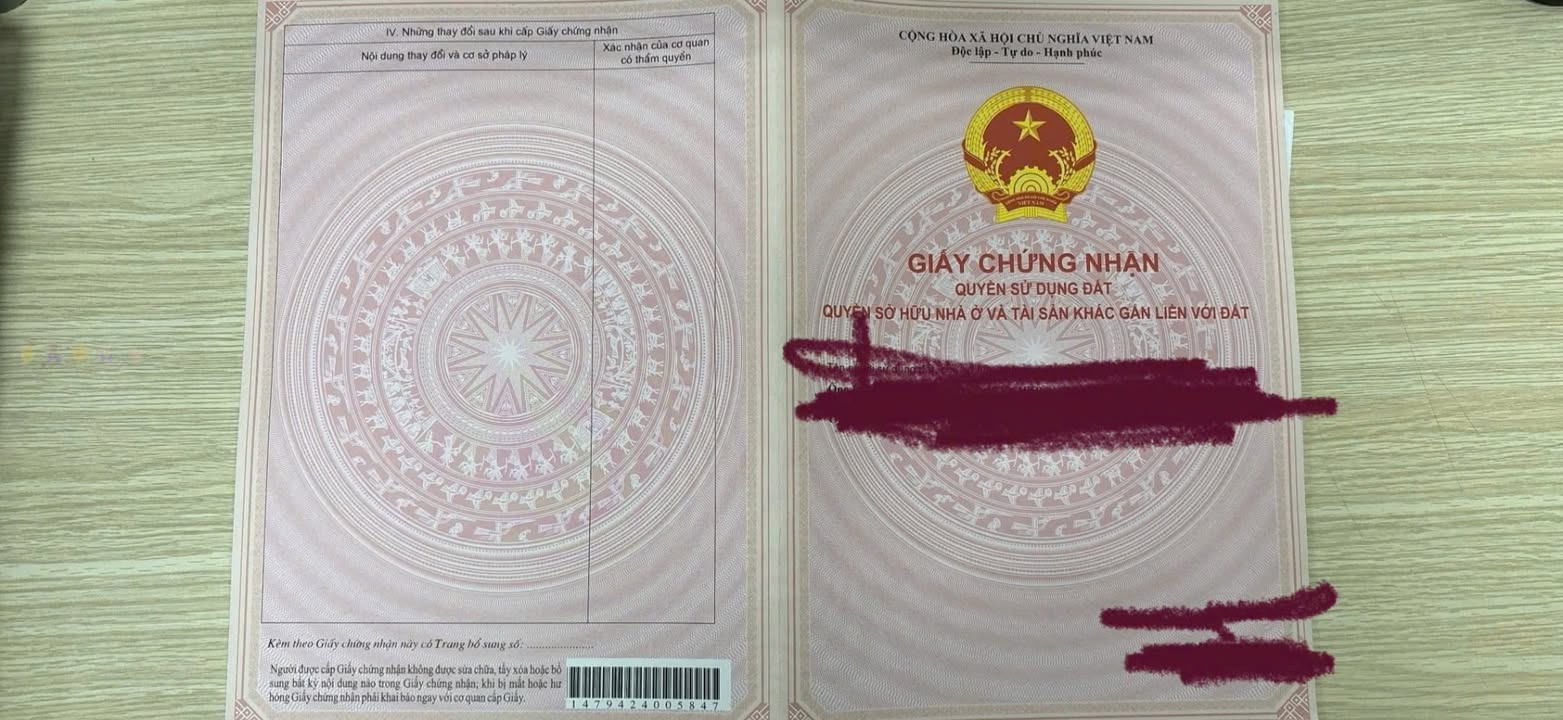 IV. Những thay đổi sau khi cấp Giấy chứng nhận
Nội dung thay đổi và cơ sở pháp lý
Xác nhận của cơ quan
có thẩm quyền
Kèm theo Giấy chứng nhận này có Trang bổ sung số: ......................
Người được cấp Giấy chứng nhận không được sửa chữa, tẩy xóa hoặc bổ
sung bất kỳ nội dung nào trong Giấy chứng nhận; khi bị mất hoặc hư
hỏng Giấy chứng nhận phải khai báo ngay với cơ quan cấp Giấy.
1479424005847
CỘNG HÒA XÃ HỘI CHỦ NGHĨA VIỆT NAM
Độc lập - Tự do - Hạnh phúc
VIỆT NAM
GIẤY CHỨNG NHẬN
QUYỀN SỬ DỤNG ĐẤT
QUYỀN SỞ HỮU NHÀ Ở VÀ TÀI SẢN KHÁC GẮN LIỀN VỚI ĐẤT